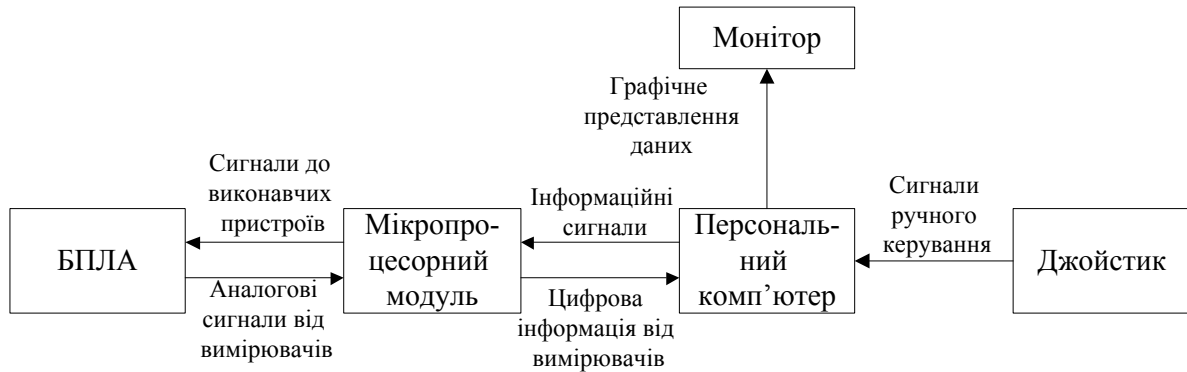 Монітор
Графічне
представлення
даних
Сигнали до
виконавчих
пристроїв
Інформаційні
сигнали
Сигнали
ручного
керування
БПЛА
Мікропро-
цесорний
модуль
Персональ-
ний
комп’ютер
Джойстик
Аналогові
сигнали від
вимірювачів
Цифрова
інформація від
вимірювачів